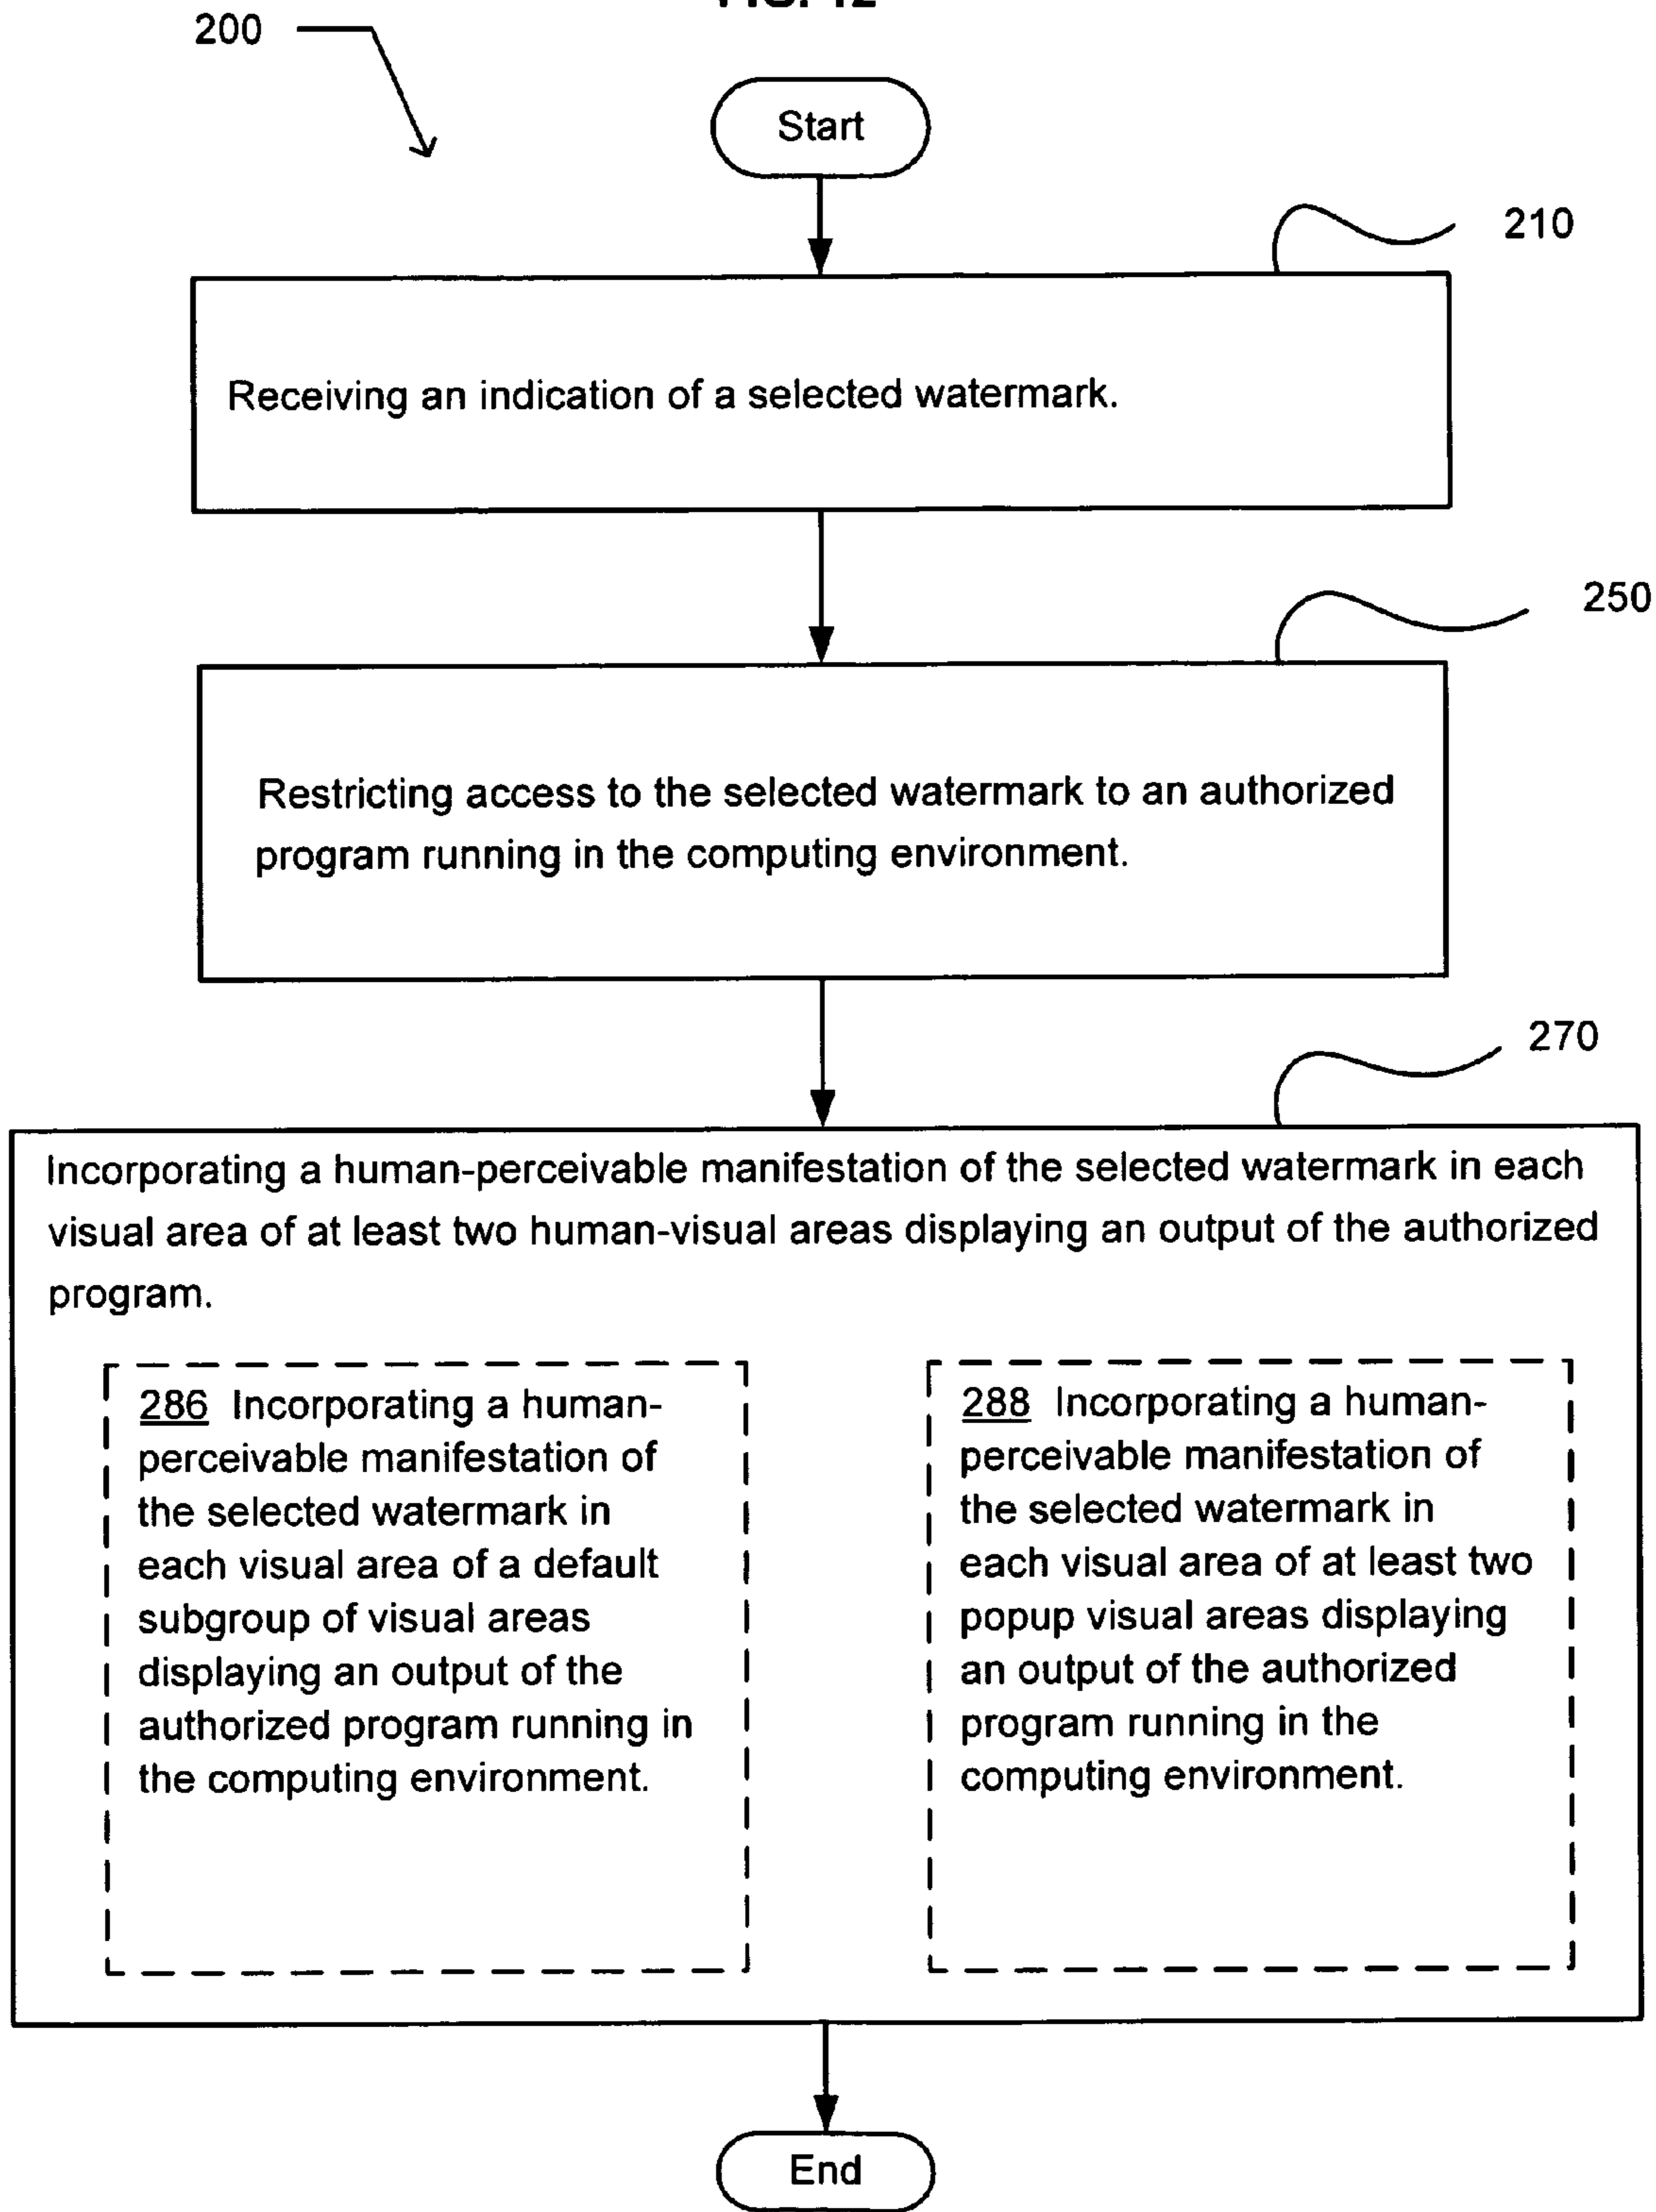 FIG. 12
200
Start
210
Receiving an indication of a selected watermark.
250
Restricting access to the selected watermark to an authorized
program running in the computing environment.
270
Incorporating a human-perceivable manifestation of the selected watermark in each
visual area of at least two human-visual areas displaying an output of the authorized
program.
286 Incorporating a human-
perceivable manifestation of
the selected watermark in
each visual area of a default
subgroup of visual areas
displaying an output of the
authorized program running in
the computing environment.
288 Incorporating a human-
perceivable manifestation of
the selected watermark in
each visual area of at least two
popup visual areas displaying
an output of the authorized
program running in the
computing environment.
End